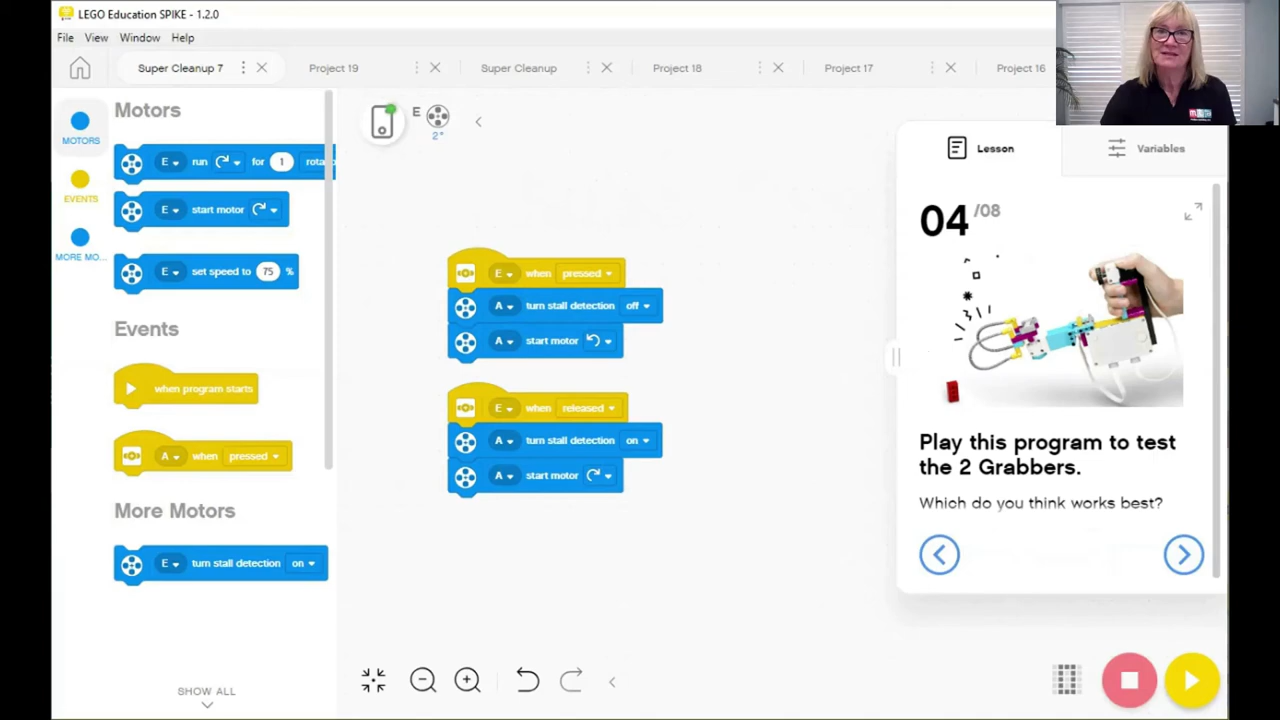 LEGO Education SPIKE - 1.2.0
File View Window Help
Super Cleanup 7 Project 19 Super Cleanup Project 18 Project 17 Project 16
MOTORS
EVENTS
MORE MO...
Motors
E run for 1 rota
E start motor
E set speed to 75 %
Events
when program starts
A when pressed
More Motors
E turn stall detection on
SHOW ALL
E
2°
E when pressed
A turn stall detection off
A start motor
E when released
A turn stall detection on
A start motor
Lesson Variables
04 /08
Play this program to test
the 2 Grabbers.
Which do you think works best?